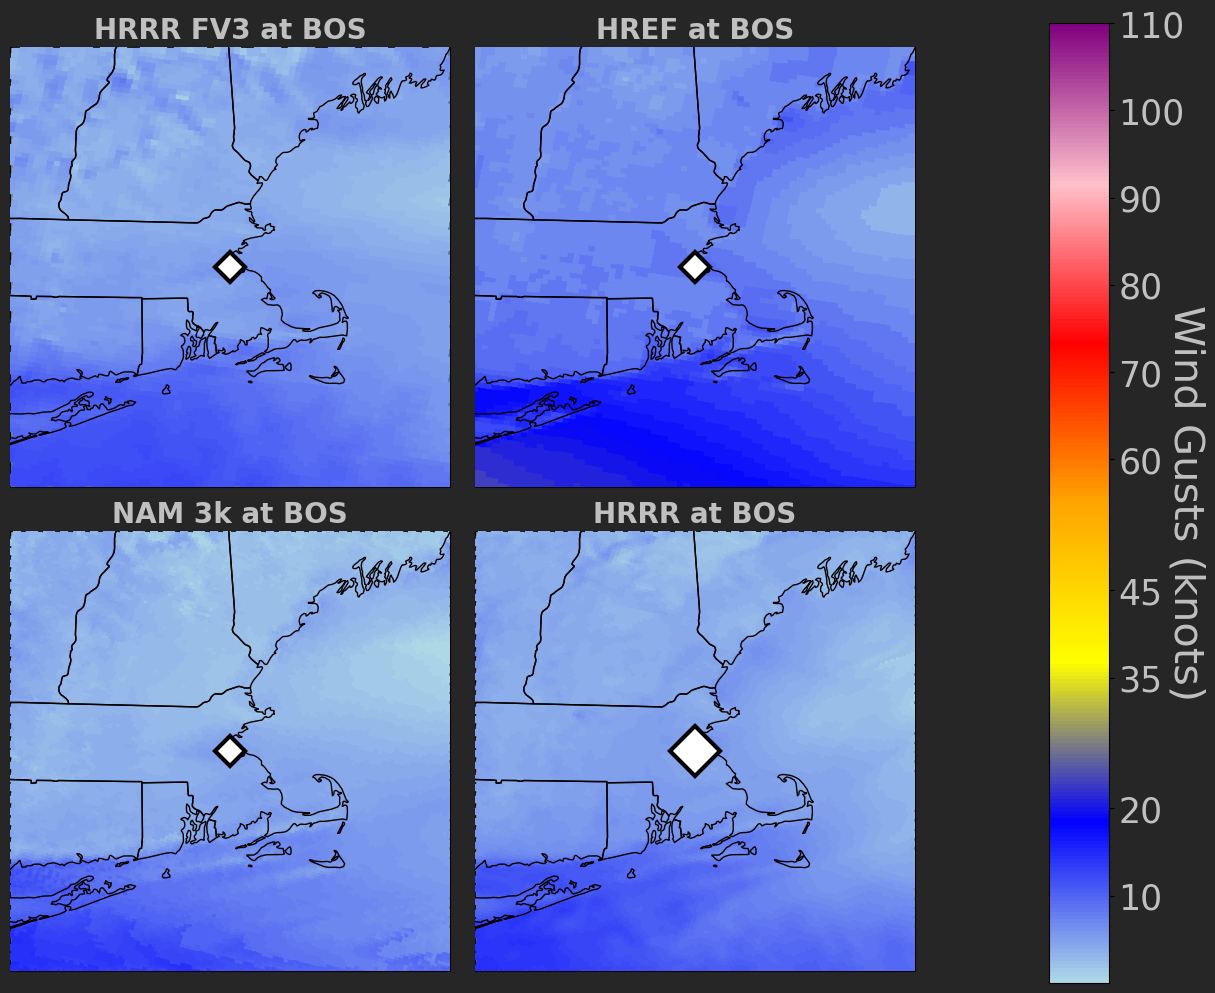 HRRR FV3 at BOS
HREF at BOS
NAM 3k at BOS
HRRR at BOS
110
100
90
80
70
60
45
35
20
10
Wind Gusts (knots)